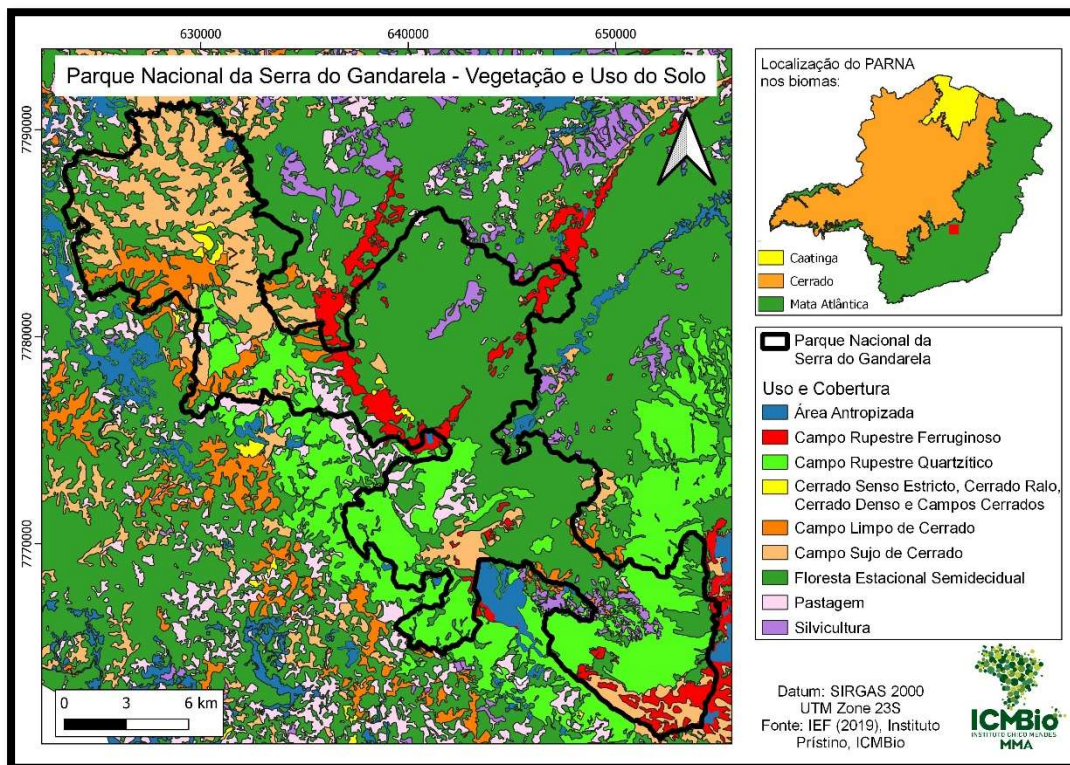 630000
640000
650000
Parque Nacional da Serra do Gandarela - Vegetação e Uso do Solo
7790000
7780000
7770000
0
3
6 km
Localização do PARNA
nos biomas:
Caatinga
Cerrado
Mata Atlântica
Parque Nacional da
Serra do Gandarela
Uso e Cobertura
Área Antropizada
Campo Rupestre Ferruginoso
Campo Rupestre Quartzítico
Cerrado Senso Estricto, Cerrado Ralo,
Cerrado Denso e Campos Cerrados
Campo Limpo de Cerrado
Campo Sujo de Cerrado
Floresta Estacional Semidecidual
Pastagem
Silvicultura
Datum: SIRGAS 2000
UTM Zone 23S
Fonte: IEF (2019), Instituto
Prístino, ICMBio
ICMBio
INSTITUTO CHICO MENDES
MMA